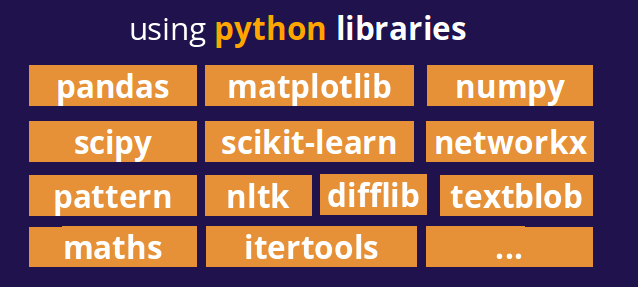 using python libraries
pandas matplotlib numpy
scipy scikit-learn networkx
pattern nltk difflib textblob
maths itertools ...